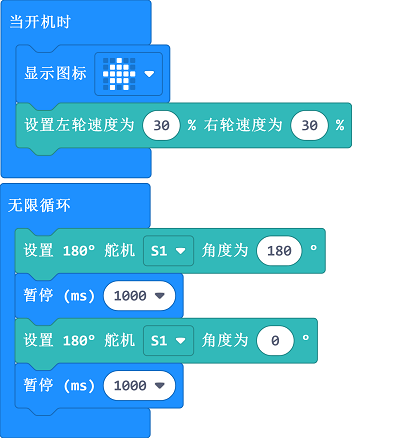 当开机时
显示图标
设置左轮速度为 30 % 右轮速度为 30 %
无限循环
设置 180° 舵机 S1 角度为 180 °
暂停 (ms) 1000
设置 180° 舵机 S1 角度为 0 °
暂停 (ms) 1000